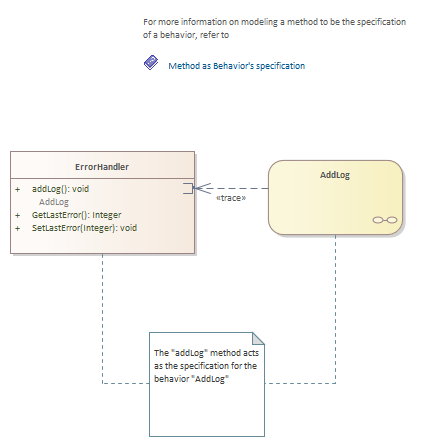 For more information on modeling a method to be the specification
of a behavior, refer to
Method as Behavior's specification
ErrorHandler
+ addLog(): void
AddLog
+ GetLastError(): Integer
+ SetLastError(Integer): void
«trace»
AddLog
The "addLog" method acts
as the specification for the
behavior "AddLog"